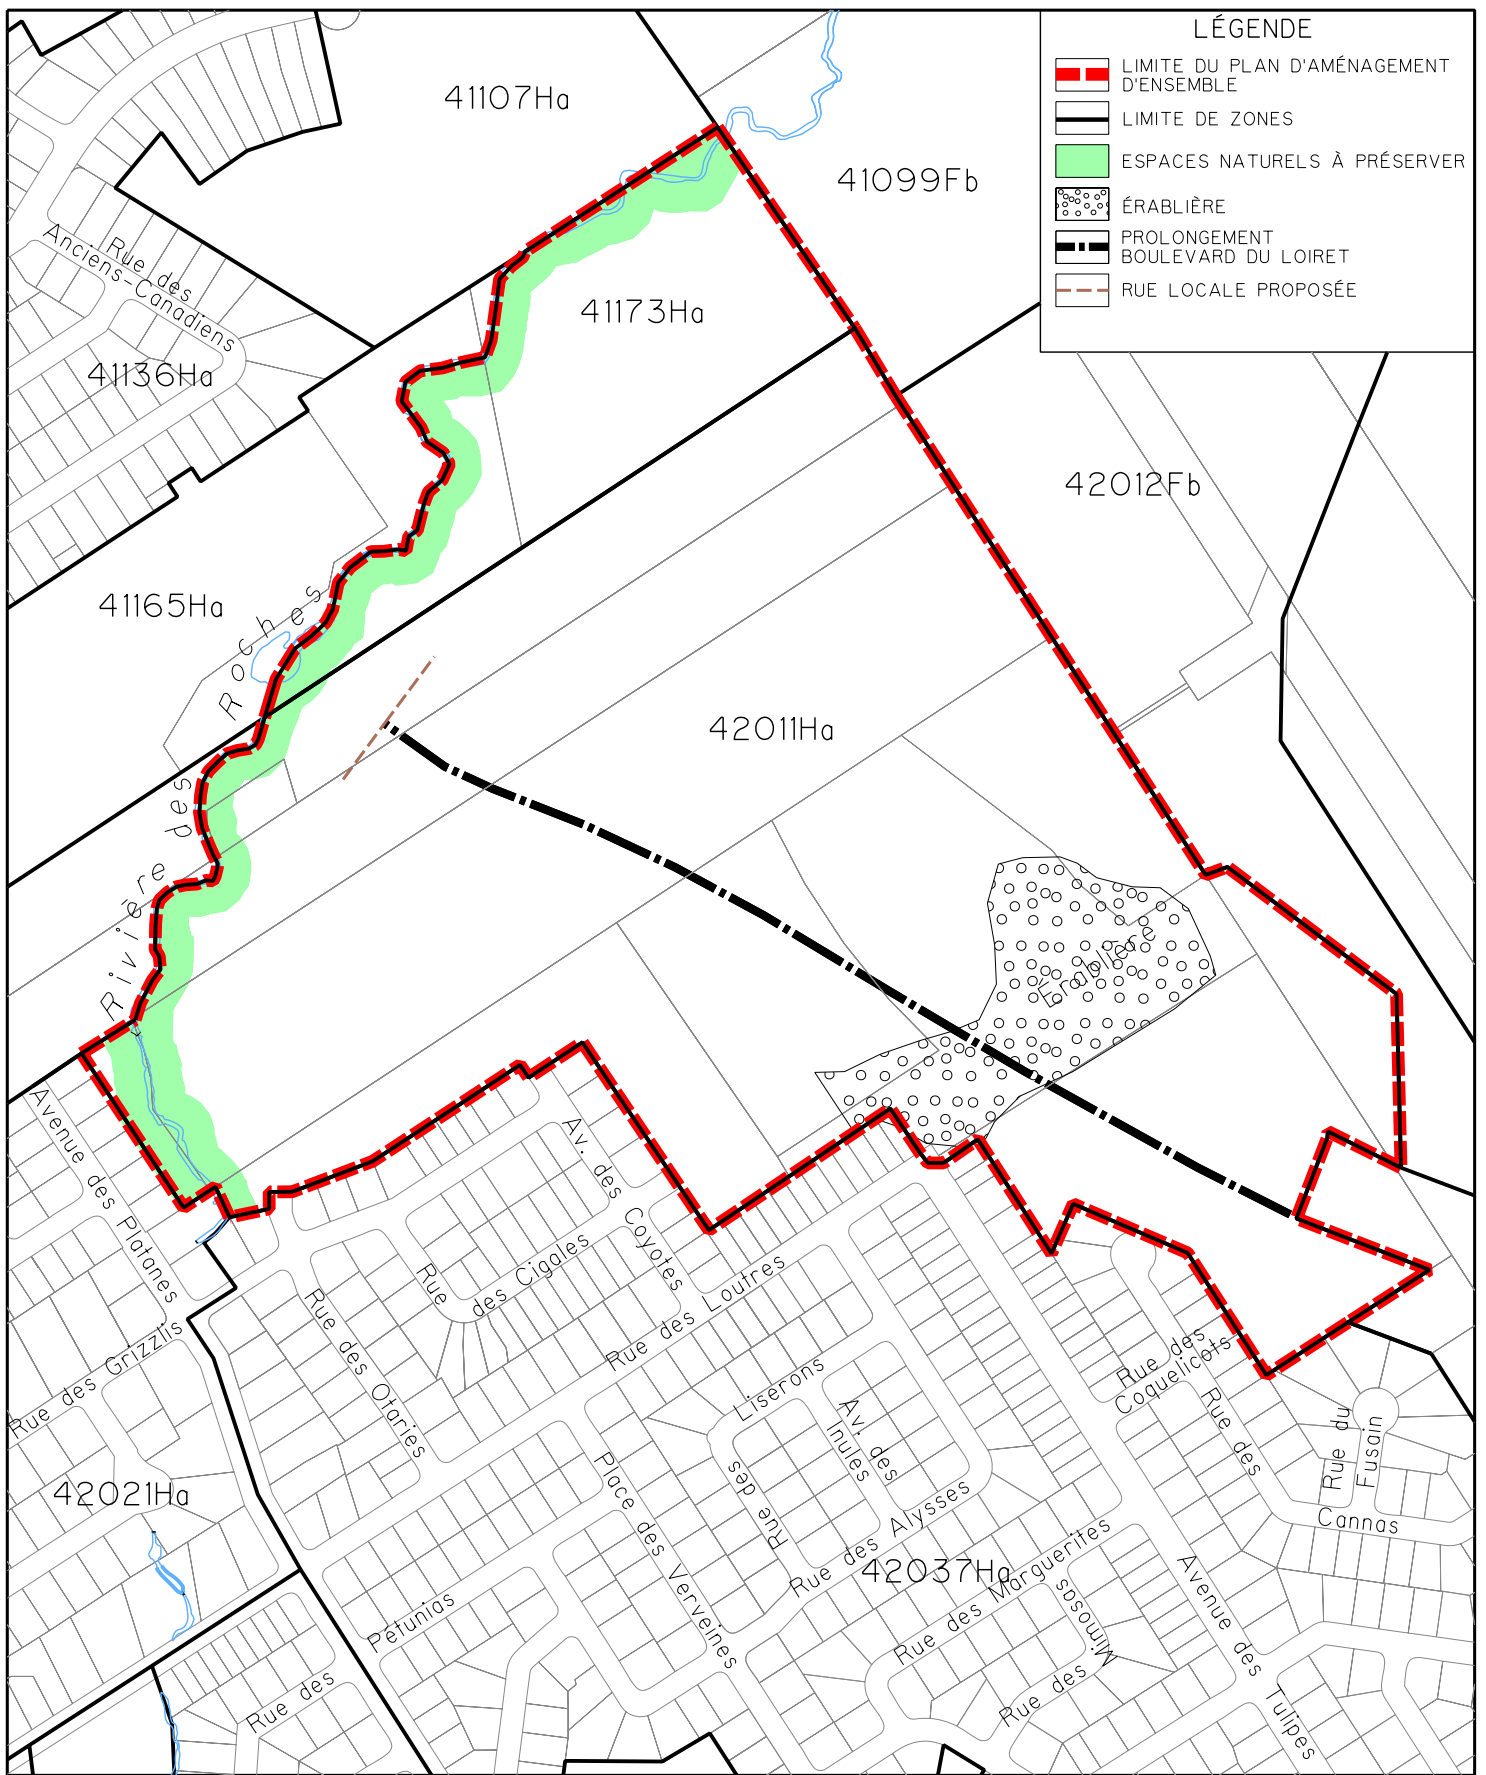 LÉGENDE
LIMITE DU PLAN D'AMÉNAGEMENT
D'ENSEMBLE
LIMITE DE ZONES
ESPACES NATURELS À PRÉSERVER
ÉRABLIÈRE
PROLONGEMENT
BOULEVARD DU LOIRET
RUE LOCALE PROPOSÉE
41107Ha
41099Fb
Rue des
Anciens-Canadiens
41173Ha
41136Ha
42012Fb
41165Ha
Rivière des Roches
42011Ha
Érablière
Avenue des Platanes
Av. des Coyotes
Rue des Cigales
Rue des Loutres
Rue des Otaries
Rue des Grizzlis
Rue des
Coquelicots
Liserons
Rue des
Av. des
Inules
Rue des Alysses
Rue des
Cannas
Rue du
Fusain
42021Ha
Place des Verveines
42037Ha
Rue des Marguerites
Avenue des Tulipes
Pétunias
Rue des
Mimosas
Rue des